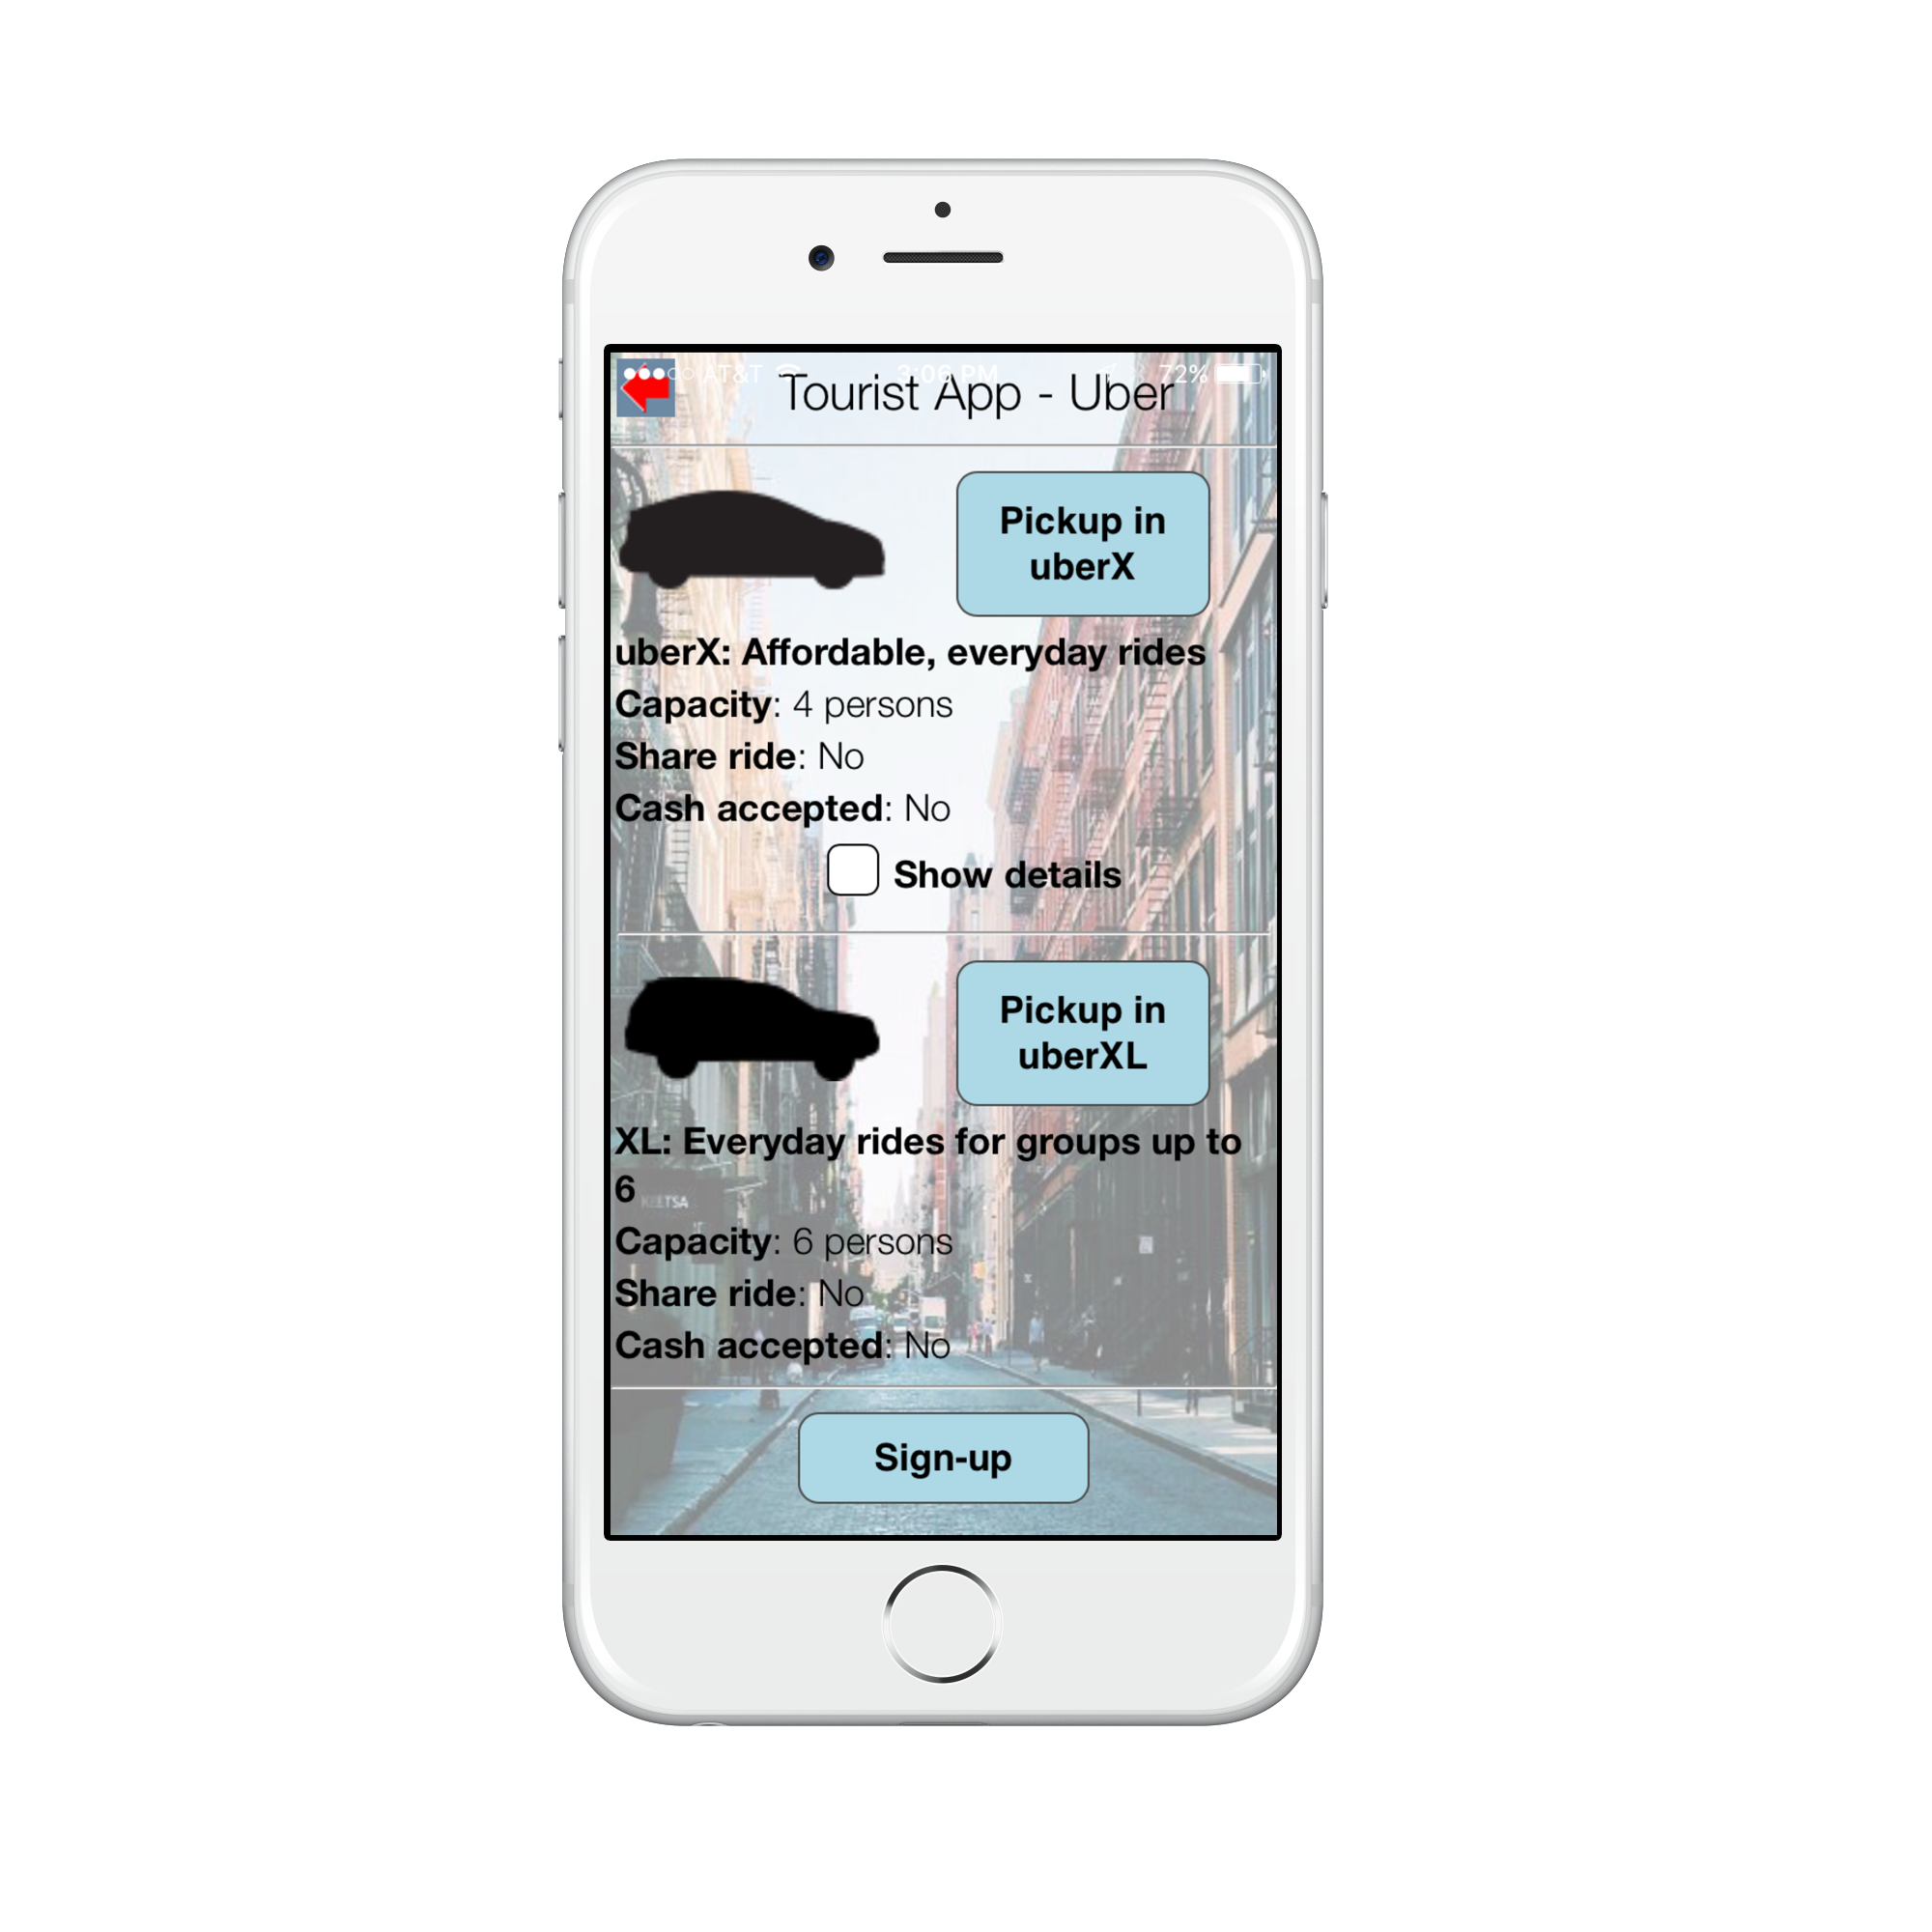 AT&T 3:06 PM 72%
Tourist App - Uber
Pickup in
uberX
uberX: Affordable, everyday rides
Capacity: 4 persons
Share ride: No
Cash accepted: No
Show details
Pickup in
uberXL
XL: Everyday rides for groups up to
6
KEETSA
Capacity: 6 persons
Share ride: No
Cash accepted: No
Sign-up